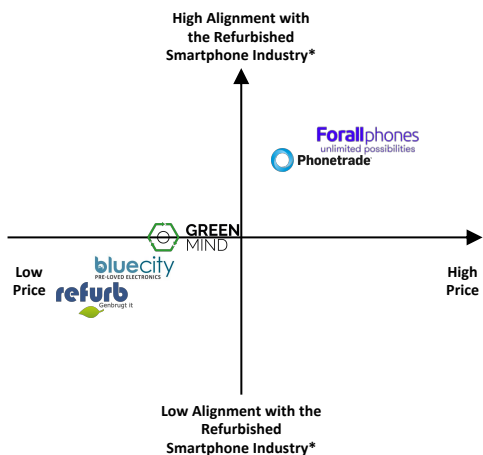 High Alignment with
the Refurbished
Smartphone Industry*
Forallphones
unlimited possibilities
Phonetrade
GREEN
MIND
Low
Price
bluecity
PRE-LOVED ELECTRONICS
refurb
Genbrugt it
High
Price
Low Alignment with the
Refurbished
Smartphone Industry*